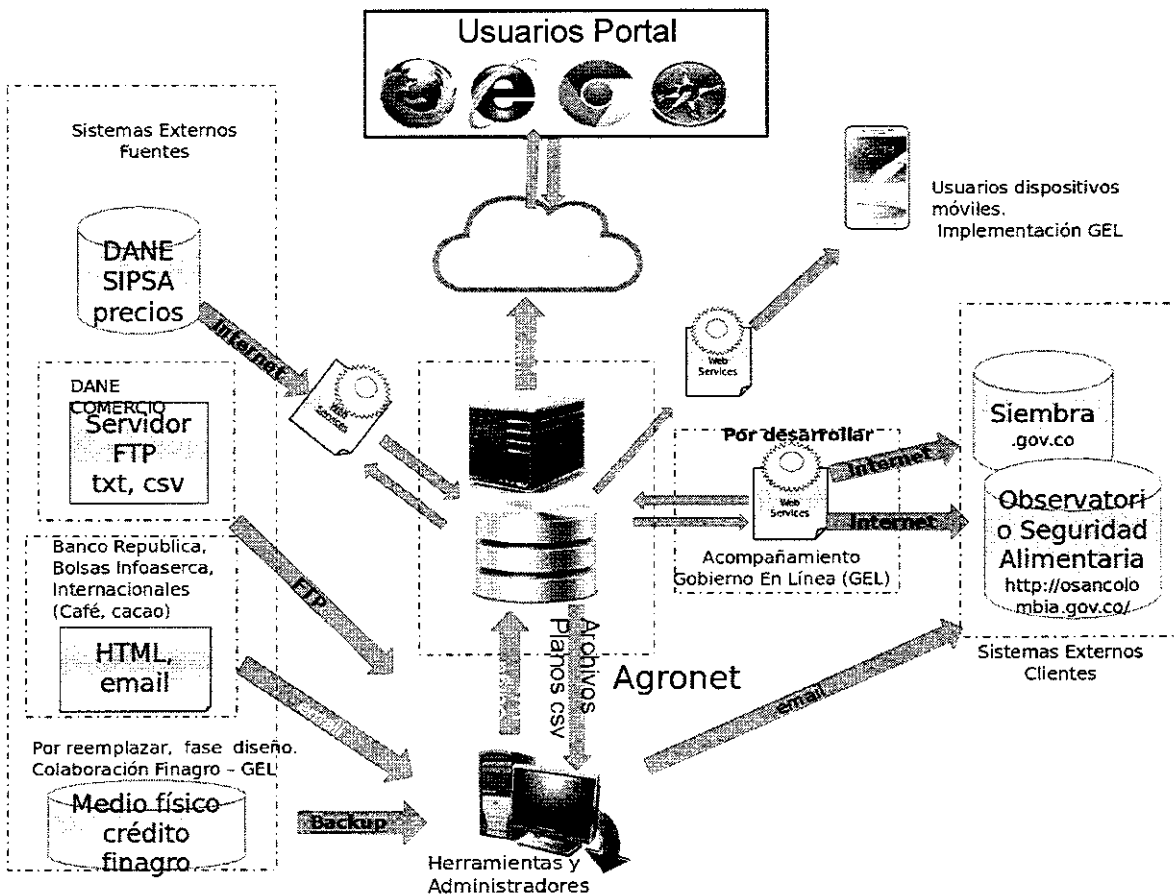 Usuarios Portal
Sistemas Externos
Fuentes
DANE
SIPSA
precios
Internet
Web
Services
DANE
COMERCIO
Servidor
FTP
txt, csv
Banco Republica,
Bolsas Infoaserca,
Internacionales
(Café, cacao)
HTML,
email
FTP
Por reemplazar, fase diseño.
Colaboración Finagro – GEL
Medio físico
crédito
finagro
Backup
Herramientas y
Administradores
Archivos
Planos csv
Agronet
email
Usuarios dispositivos
móviles.
Implementación GEL
Web
Services
Por desarrollar
Web
Services
Internet
Internet
Acompañamiento
Gobierno En Línea (GEL)
Siembra
.gov.co
Observatori
o Seguridad
Alimentaria
http://osancolo
mbia.gov.co/
Sistemas Externos
Clientes